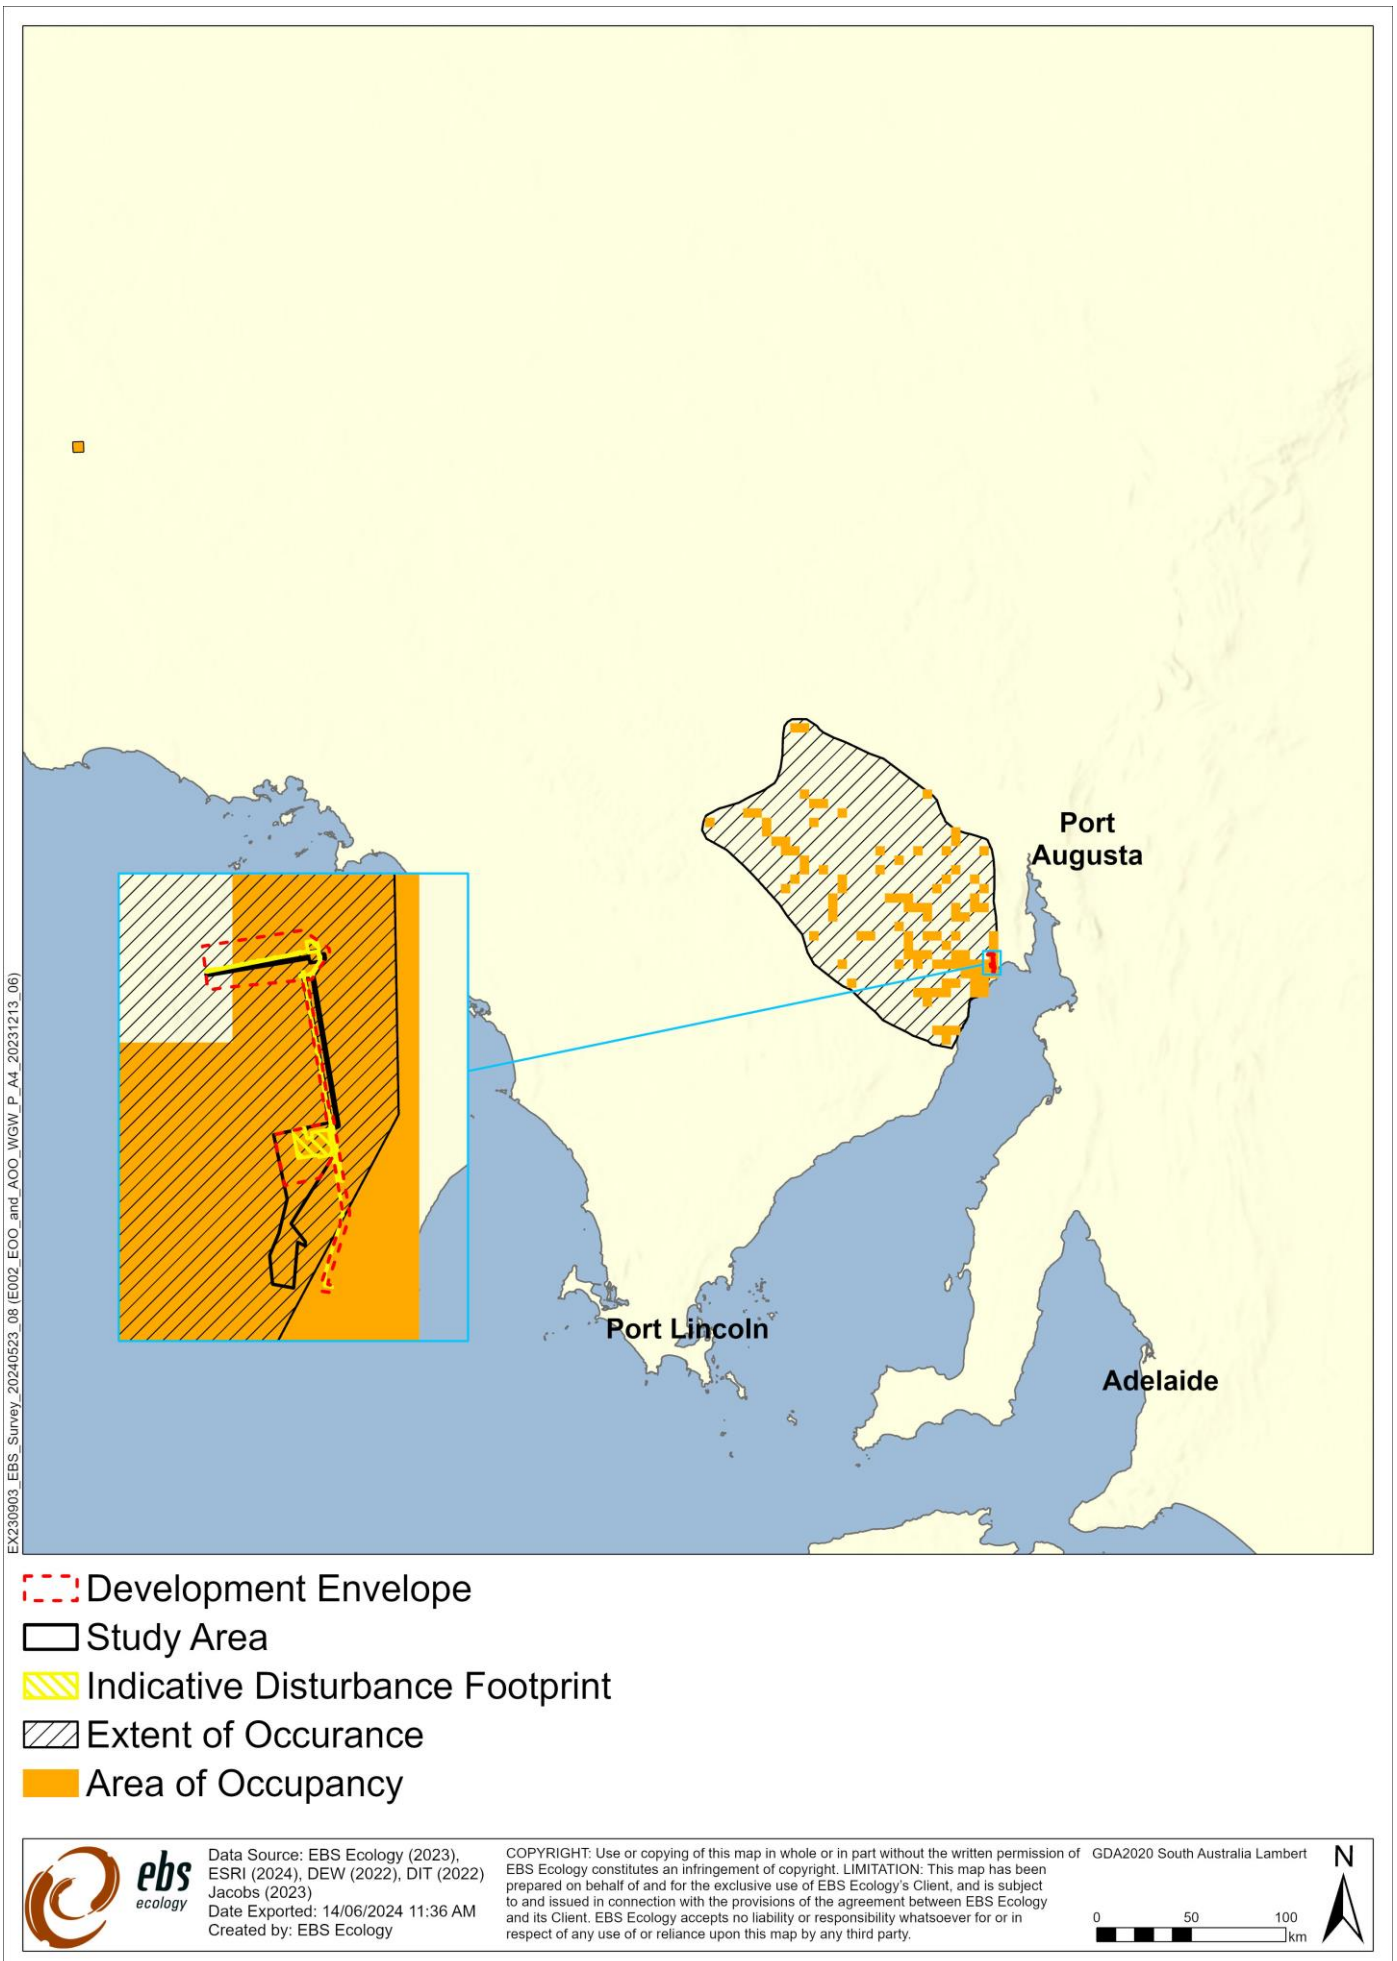 Port
Augusta
Port Lincoln
Adelaide
EX230903_EBS_Survey_20240523_08 (E002_EOO_and_AOO_WGW_P_A4_20231213_06)
Development Envelope
Study Area
Indicative Disturbance Footprint
Extent of Occurance
Area of Occupancy
ebs
ecology
Data Source: EBS Ecology (2023),
ESRI (2024), DEW (2022), DIT (2022)
Jacobs (2023)
Date Exported: 14/06/2024 11:36 AM
Created by: EBS Ecology
COPYRIGHT: Use or copying of this map in whole or in part without the written permission of
EBS Ecology constitutes an infringement of copyright. LIMITATION: This map has been
prepared on behalf of and for the exclusive use of EBS Ecology's Client, and is subject
to and issued in connection with the provisions of the agreement between EBS Ecology
and its Client. EBS Ecology accepts no liability or responsibility whatsoever for or in
respect of any use of or reliance upon this map by any third party.
GDA2020 South Australia Lambert
0 50 100
km
N